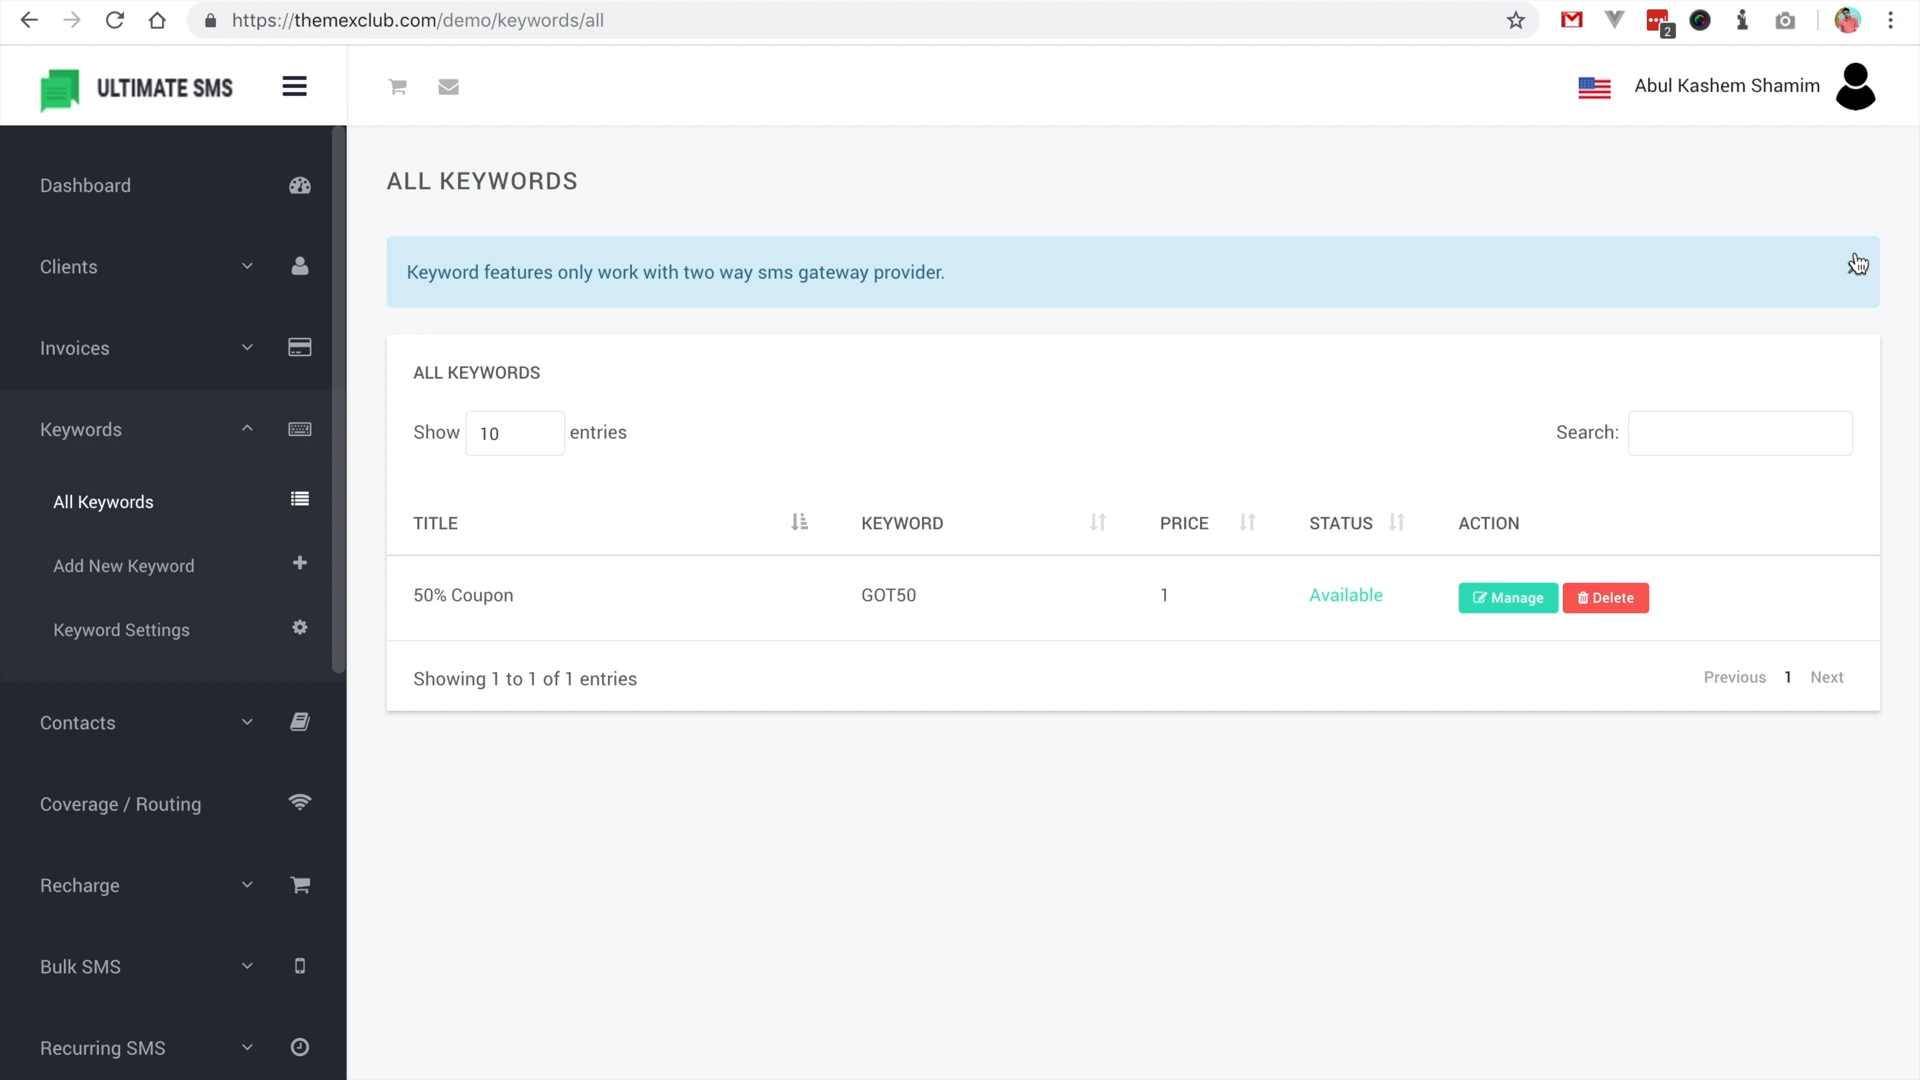 https://themexclub.com/demo/keywords/all
2
ULTIMATE SMS
Abul Kashem Shamim
Dashboard
Clients
Invoices
Keywords
All Keywords
Add New Keyword
Keyword Settings
Contacts
Coverage / Routing
Recharge
Bulk SMS
Recurring SMS
ALL KEYWORDS
Keyword features only work with two way sms gateway provider.
ALL KEYWORDS
Show 10 entries
Search:
TITLE KEYWORD PRICE STATUS ACTION
50% Coupon GOT50 1 Available Manage Delete
Showing 1 to 1 of 1 entries
Previous 1 Next